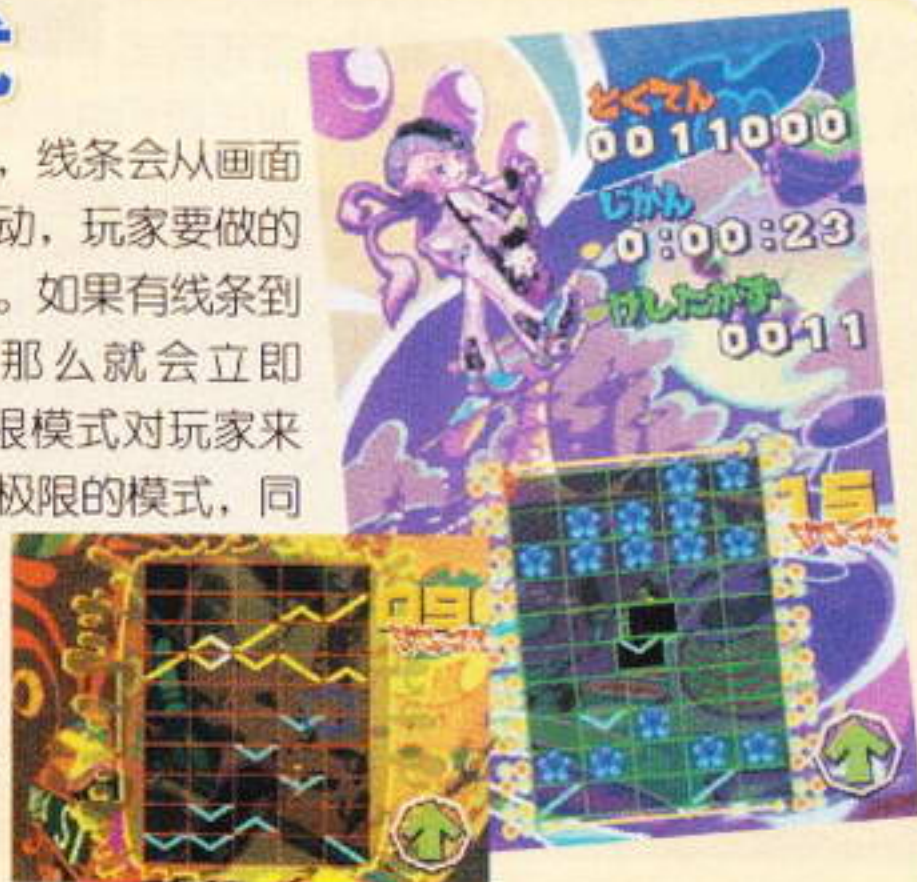 ，线条会从画面
动，玩家要做的
。如果有线条到
那么就会立即
限模式对玩家来
极限的模式，同
とくてん
0011000
じかん
0:00:23
けしたかず
0011